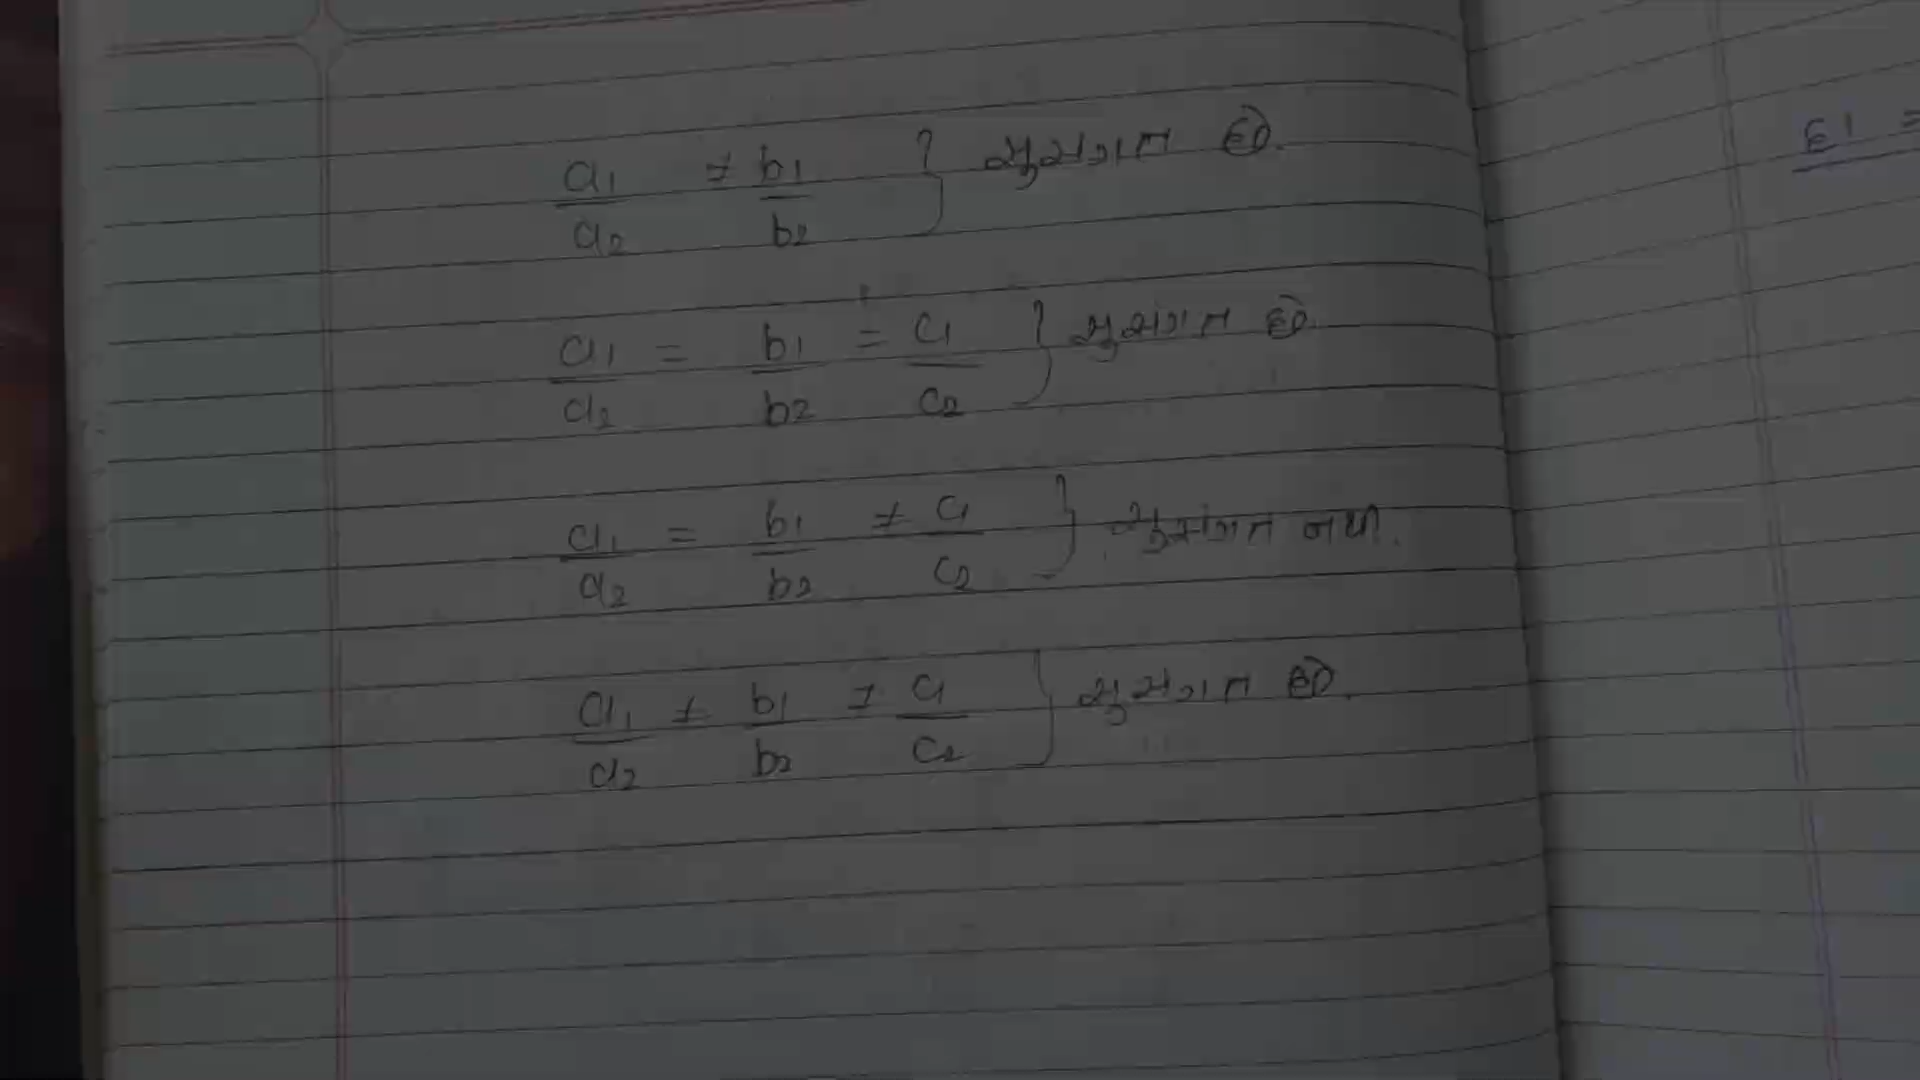 a1/a2 ≠ b1/b2 } સુસંગત છે.
a1/a2 = b1/b2 = c1/c2 } સુસંગત છે.
a1/a2 = b1/b2 ≠ c1/c2 } સુસંગત નથી.
a1/a2 ≠ b1/b2 ≠ c1/c2 } સુસંગત છે.